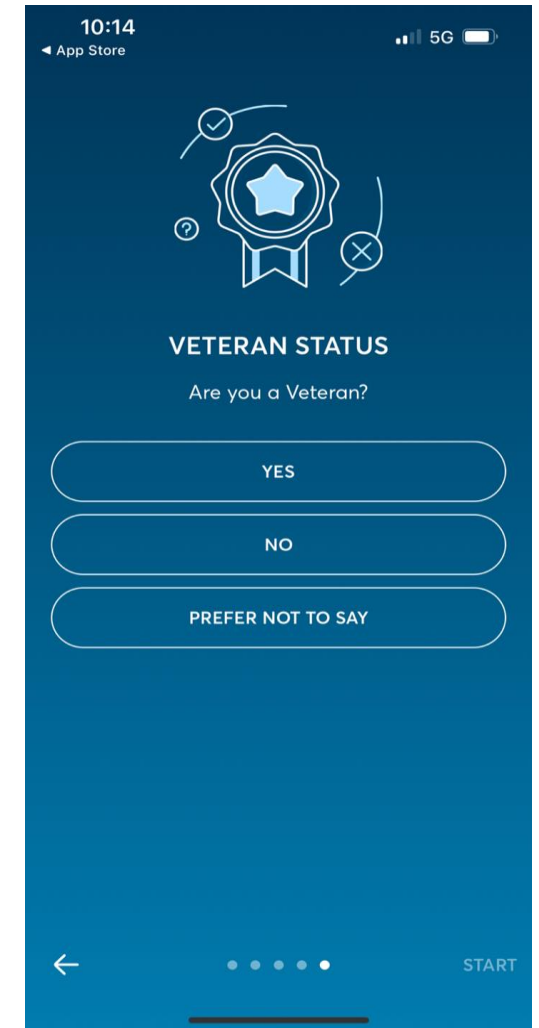 10:14
5G
◄ App Store
?
VETERAN STATUS
Are you a Veteran?
YES
NO
PREFER NOT TO SAY
START